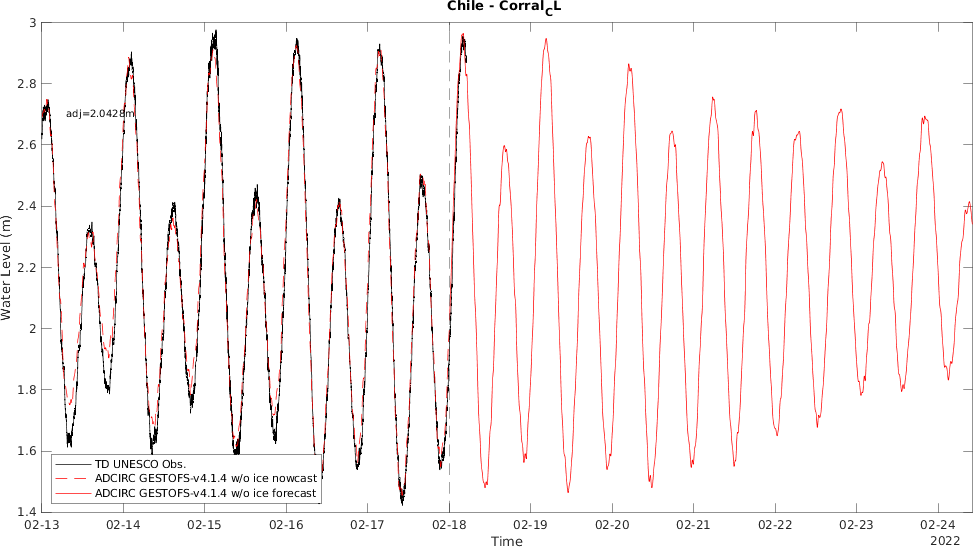 Chile - Corral_CL
3
2.8
2.6
2.4
2.2
2
1.8
1.6
1.4
Water Level (m)
adj=2.0428m
TD UNESCO Obs.
ADCIRC GESTOFS-v4.1.4 w/o ice nowcast
ADCIRC GESTOFS-v4.1.4 w/o ice forecast
02-13 02-14 02-15 02-16 02-17 02-18 02-19 02-20 02-21 02-22 02-23 02-24
Time
2022